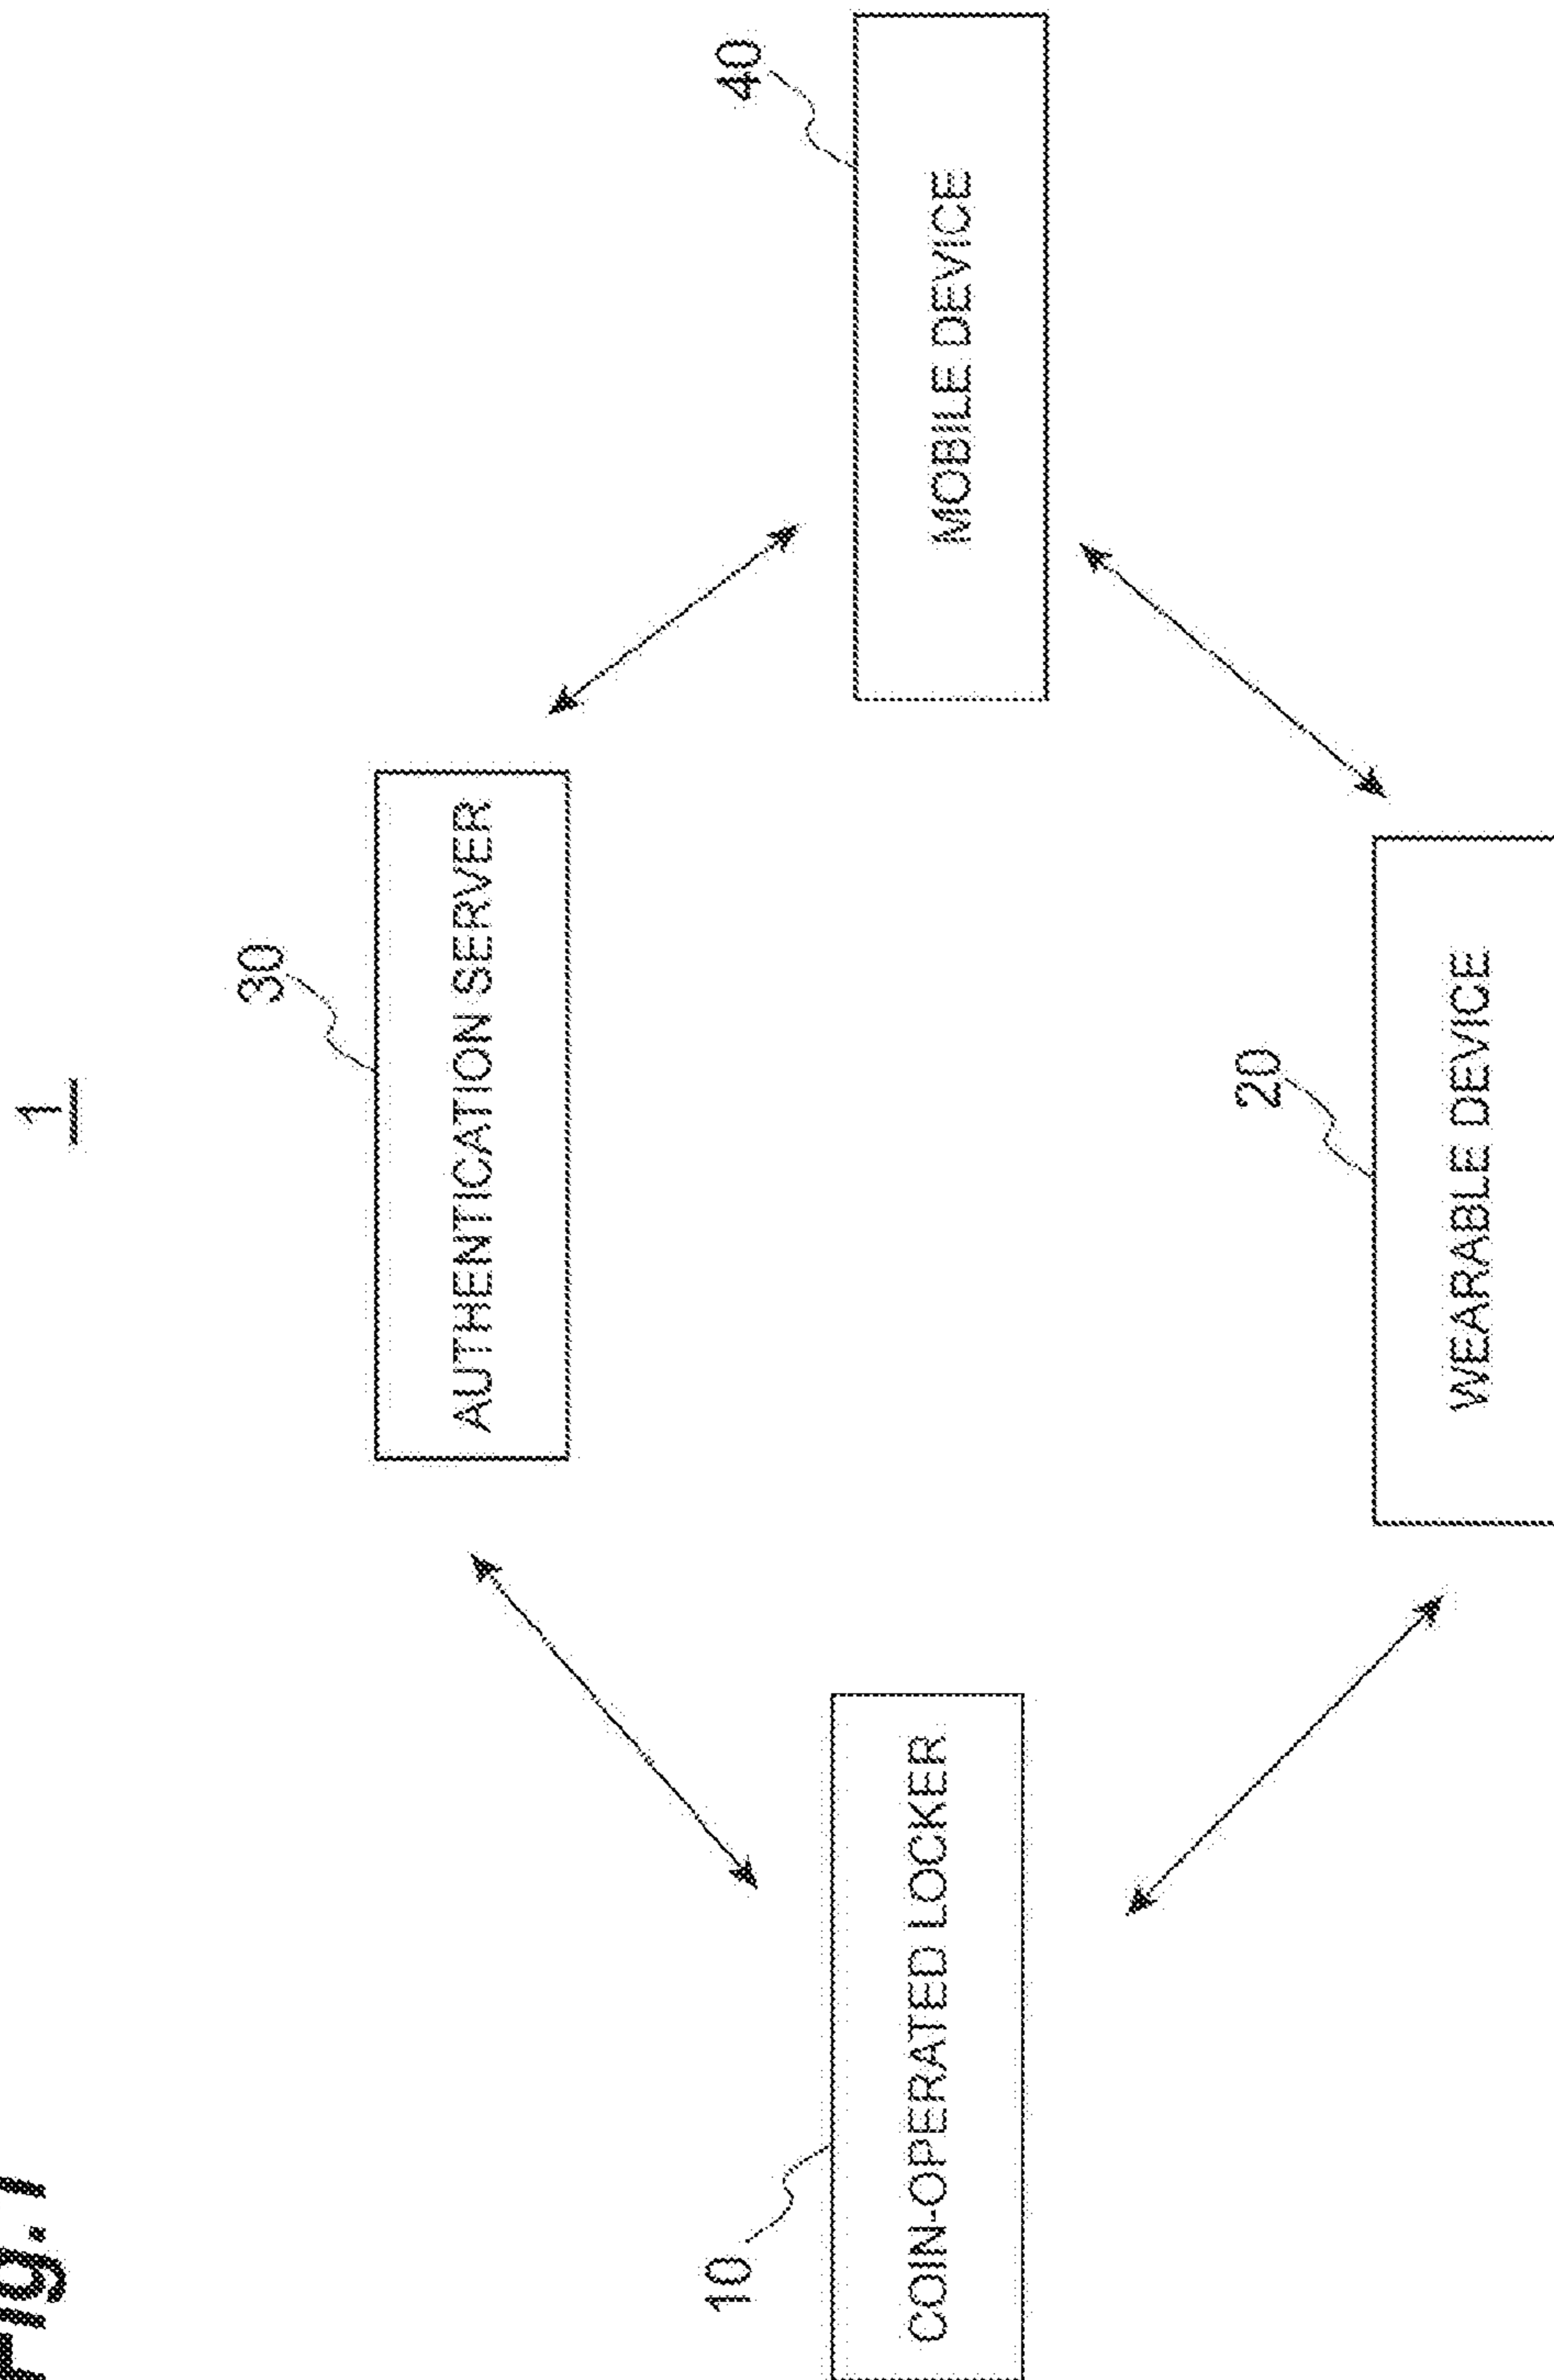 Fig.1
1
30
AUTHENTICATION SERVER
10
COIN-OPERATED LOCKER
40
MOBILE DEVICE
20
WEARABLE DEVICE